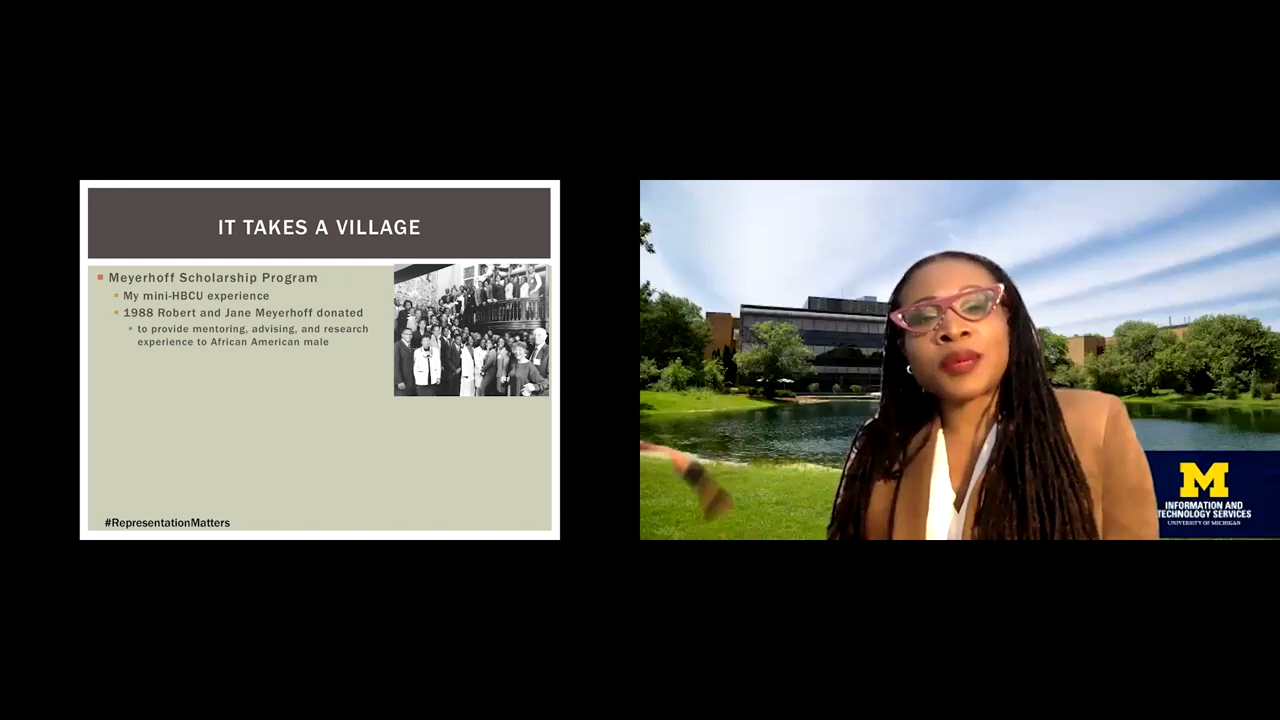 IT TAKES A VILLAGE
Meyerhoff Scholarship Program
My mini-HBCU experience
1988 Robert and Jane Meyerhoff donated
to provide mentoring, advising, and research
experience to African American male
#RepresentationMatters
M
INFORMATION AND
TECHNOLOGY SERVICES
UNIVERSITY OF MICHIGAN